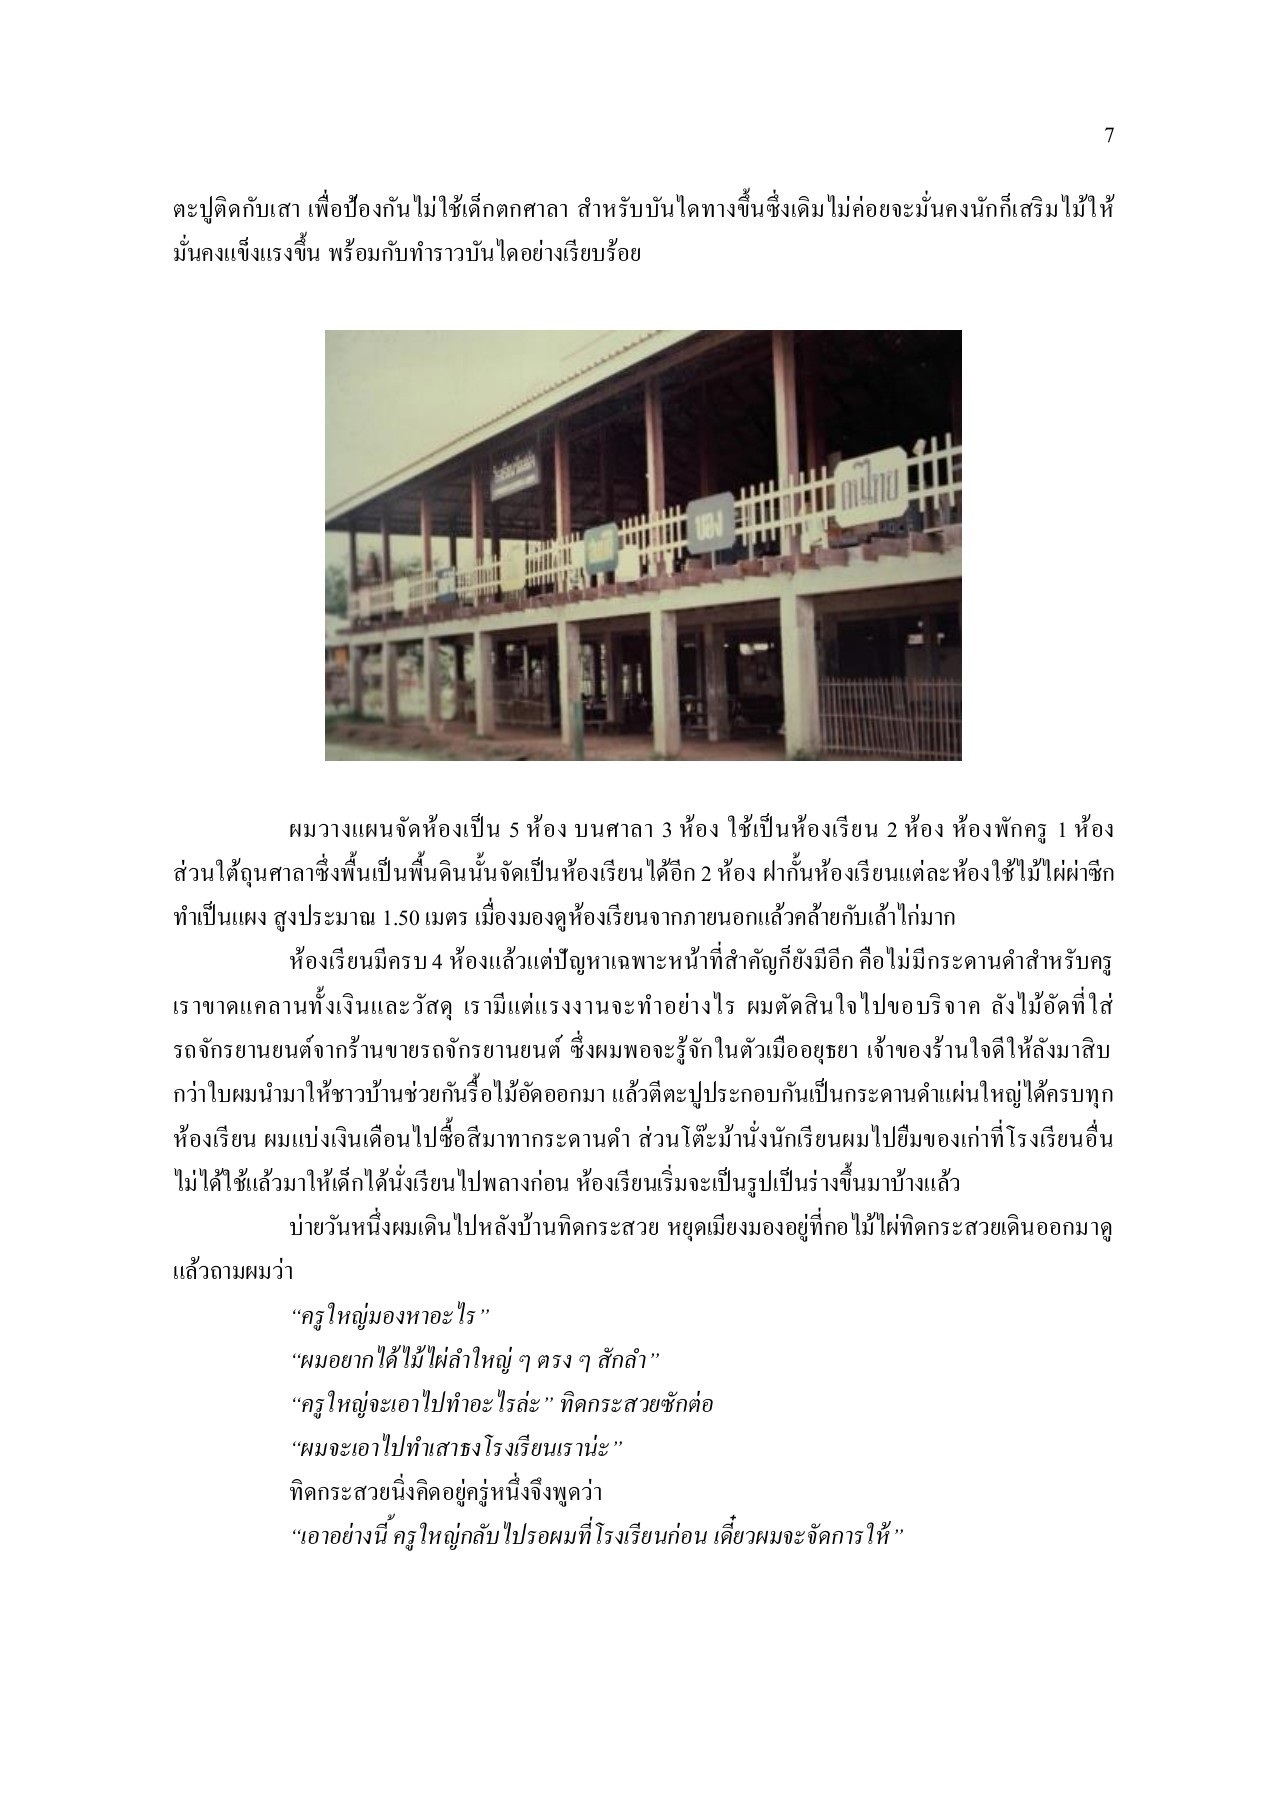 7
ตะปูติดกับเสา เพื่อป้องกันไม่ใช้เด็กตกศาลา สำหรับบันไดทางขึ้นซึ่งเดิมไม่ค่อยจะมั่นคงนักก็เสริมไม้ให้
มั่นคงแข็งแรงขึ้น พร้อมกับทำราวบันไดอย่างเรียบร้อย
ของ
คนไทย
ผมวางแผนจัดห้องเป็น 5 ห้อง บนศาลา 3 ห้อง ใช้เป็นห้องเรียน 2 ห้อง ห้องพักครู 1 ห้อง
ส่วนใต้ถุนศาลาซึ่งพื้นเป็นพื้นดินนั้นจัดเป็นห้องเรียนได้อีก 2 ห้อง ฝากั้นห้องเรียนแต่ละห้องใช้ไม้ไผ่ผ่าซีก
ทำเป็นแผง สูงประมาณ 1.50 เมตร เมื่องมองดูห้องเรียนจากภายนอกแล้วคล้ายกับเล้าไก่มาก
ห้องเรียนมีครบ 4 ห้องแล้วแต่ปัญหาเฉพาะหน้าที่สำคัญก็ยังมีอีก คือไม่มีกระดานดำสำหรับครู
เราขาดแคลนทั้งเงินและวัสดุ เรามีแต่แรงงานจะทำอย่างไร ผมตัดสินใจไปขอบริจาค ลังไม้อัดที่ใส่
รถจักรยานยนต์จากร้านขายรถจักรยานยนต์ ซึ่งผมพอจะรู้จักในตัวเมืออยุธยา เจ้าของร้านใจดีให้ลังมาสิบ
กว่าใบผมนำมาให้ชาวบ้านช่วยกันรื้อไม้อัดออกมา แล้วตีตะปูประกอบกันเป็นกระดานดำแผ่นใหญ่ได้ครบทุก
ห้องเรียน ผมแบ่งเงินเดือนไปซื้อสีมาทากระดานดำ ส่วนโต๊ะม้านั่งนักเรียนผมไปยืมของเก่าที่โรงเรียนอื่น
ไม่ได้ใช้แล้วมาให้เด็กได้นั่งเรียนไปพลางก่อน ห้องเรียนเริ่มจะเป็นรูปเป็นร่างขึ้นมาบ้างแล้ว
บ่ายวันหนึ่งผมเดินไปหลังบ้านทิดกระสวย หยุดเมียงมองอยู่ที่กอไม้ไผ่ทิดกระสวยเดินออกมาดู
แล้วถามผมว่า
“ครูใหญ่มองหาอะไร”
“ผมอยากได้ไม้ไผ่ลำใหญ่ ๆ ตรง ๆ สักลำ”
“ครูใหญ่จะเอาไปทำอะไรล่ะ” ทิดกระสวยซักต่อ
“ผมจะเอาไปทำเสาธงโรงเรียนเราน่ะ”
ทิดกระสวยนิ่งคิดอยู่ครู่หนึ่งจึงพูดว่า
“เอาอย่างนี้ ครูใหญ่กลับไปรอผมที่โรงเรียนก่อน เดี๋ยวผมจะจัดการให้”